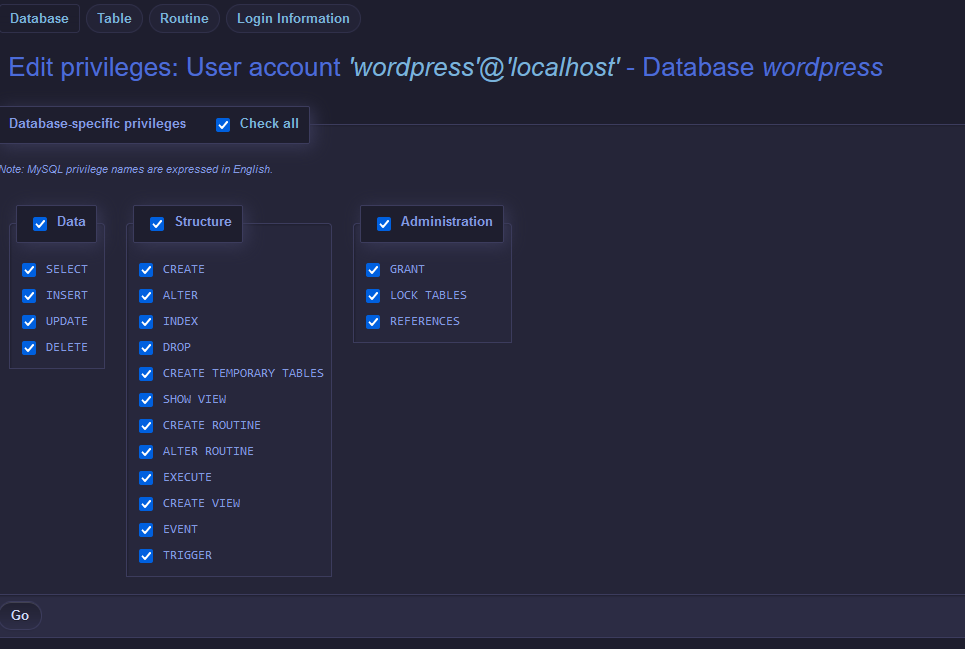 Database Table Routine Login Information
Edit privileges: User account 'wordpress'@'localhost' - Database wordpress
Database-specific privileges Check all
Note: MySQL privilege names are expressed in English.
Data
SELECT
INSERT
UPDATE
DELETE
Structure
CREATE
ALTER
INDEX
DROP
CREATE TEMPORARY TABLES
SHOW VIEW
CREATE ROUTINE
ALTER ROUTINE
EXECUTE
CREATE VIEW
EVENT
TRIGGER
Administration
GRANT
LOCK TABLES
REFERENCES
Go